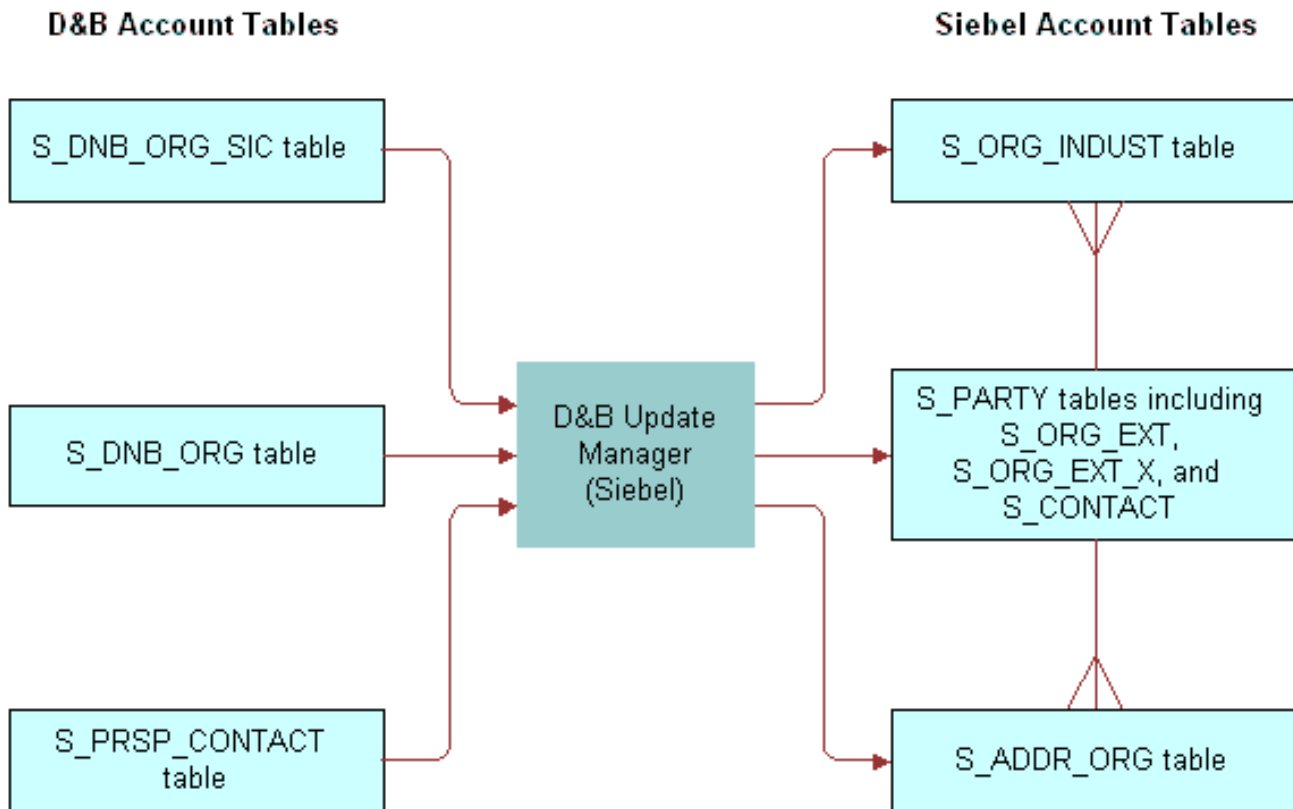 D&B Account Tables
Siebel Account Tables
S_DNB_ORG_SIC table
S_ORG_INDUST table
D&B Update
Manager
(Siebel)
S_DNB_ORG table
S_PARTY tables including
S_ORG_EXT,
S_ORG_EXT_X, and
S_CONTACT
S_PRSP_CONTACT
table
S_ADDR_ORG table